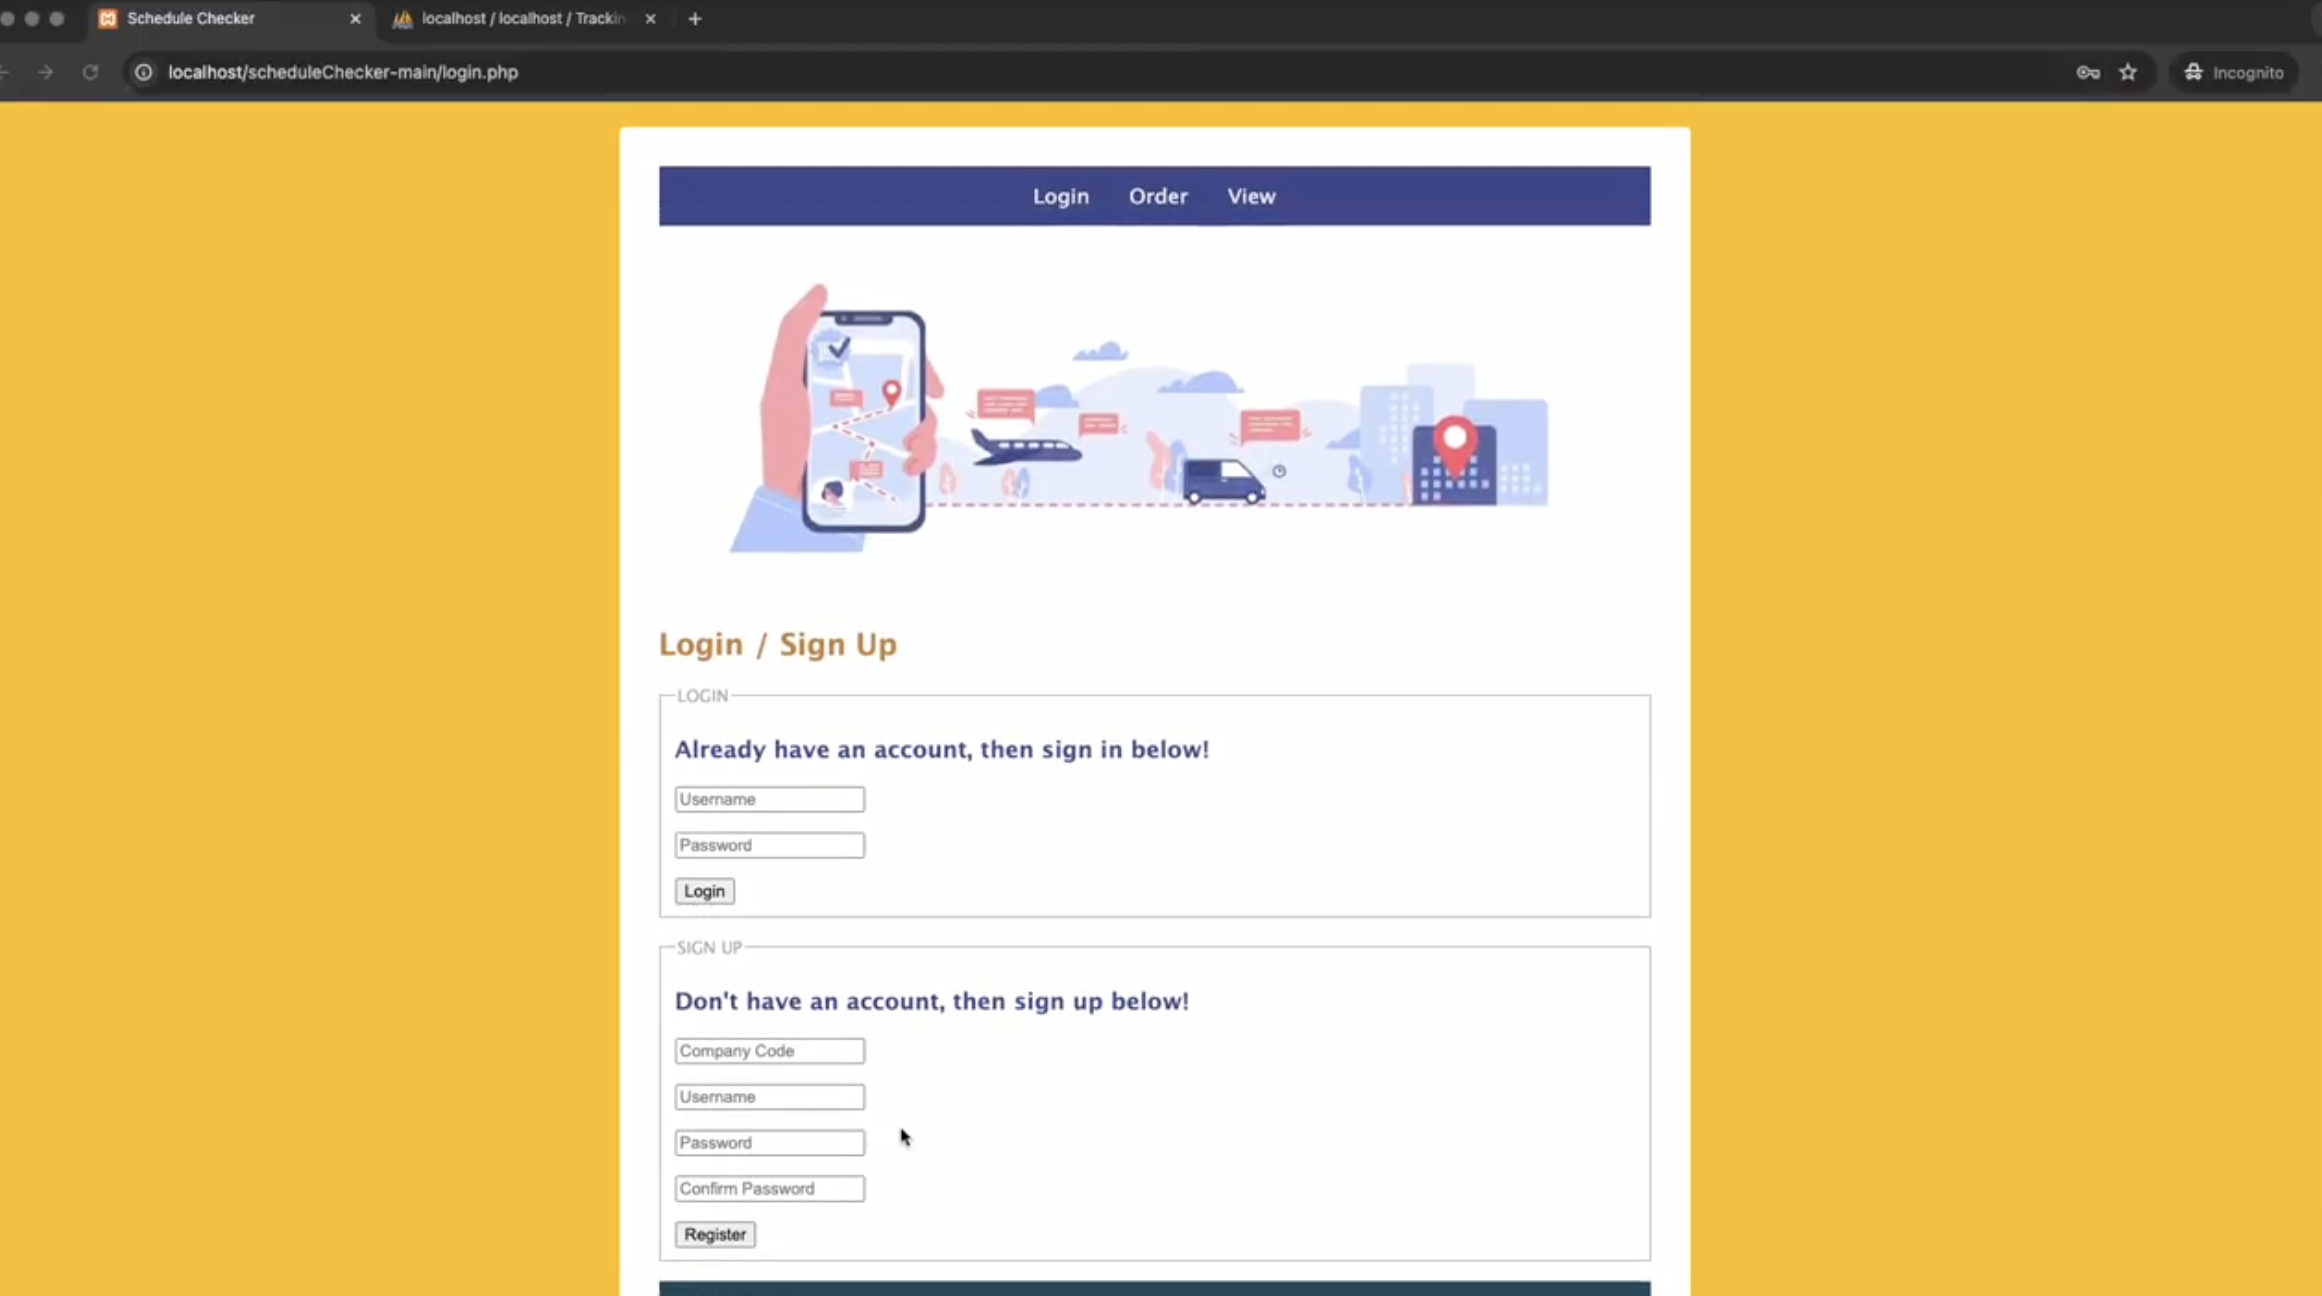 Schedule Checker
localhost / localhost / Trackin
localhost/scheduleChecker-main/login.php
Incognito
Login Order View
Login / Sign Up
LOGIN
Already have an account, then sign in below!
Username
Password
Login
SIGN UP
Don't have an account, then sign up below!
Company Code
Username
Password
Confirm Password
Register